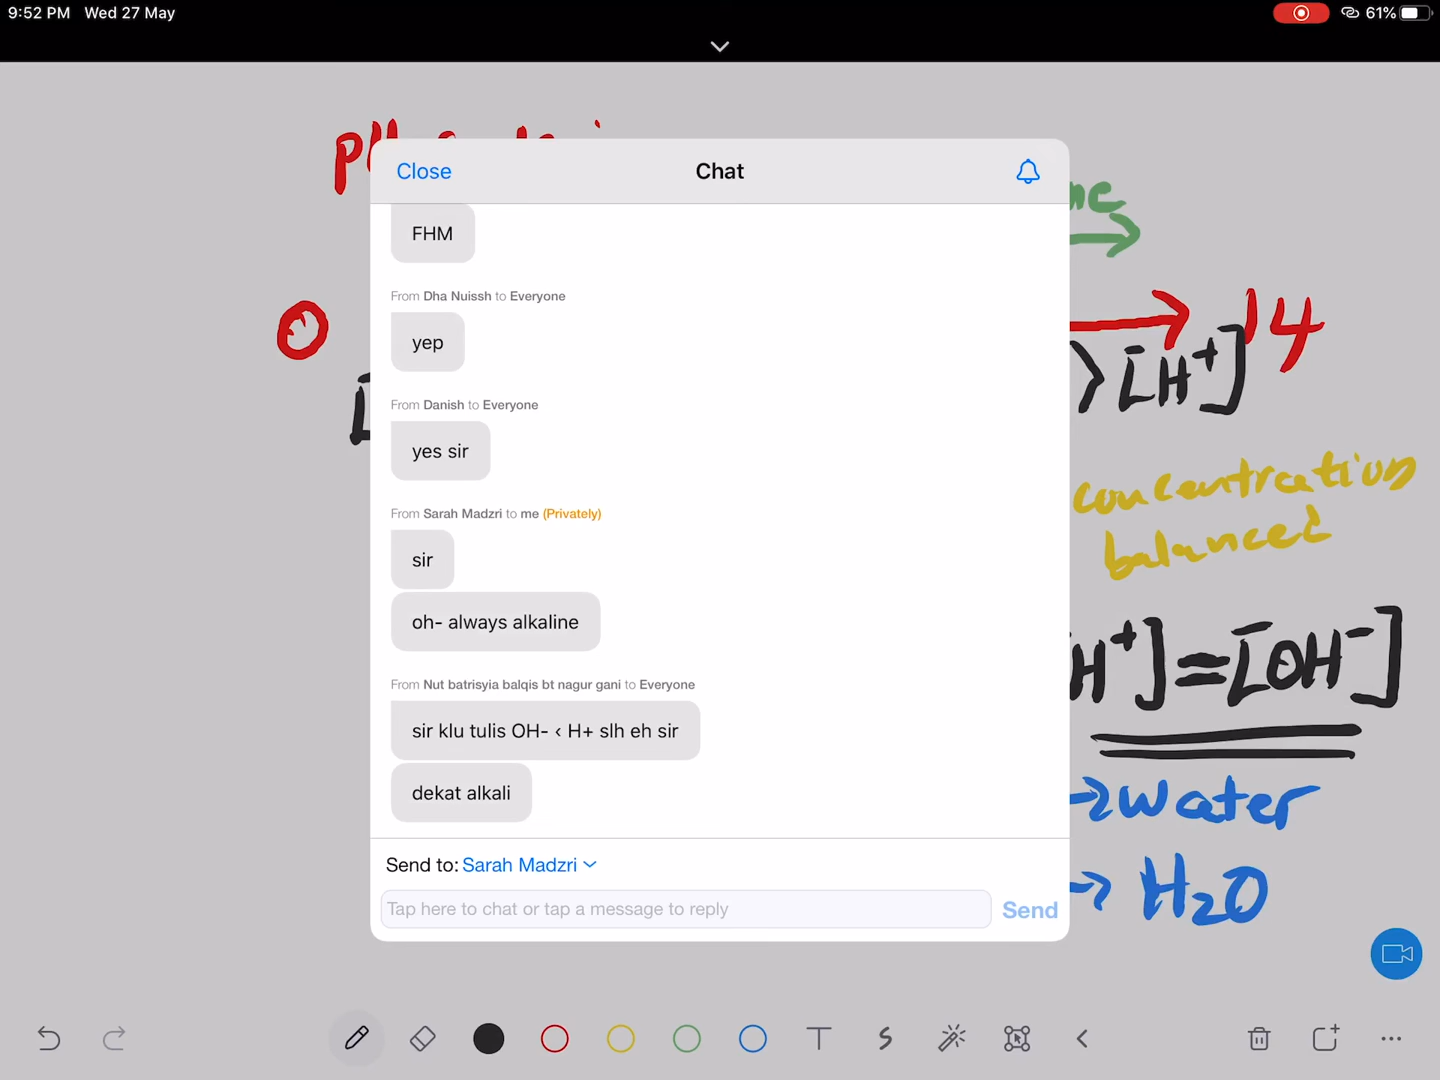 9:52 PM Wed 27 May
61%
Close
Chat
FHM
From Dha Nuissh to Everyone
yep
From Danish to Everyone
yes sir
From Sarah Madzri to me (Privately)
sir
oh- always alkaline
From Nut batrisyia balqis bt nagur gani to Everyone
sir klu tulis OH- < H+ slh eh sir
dekat alkali
Send to: Sarah Madzri
Tap here to chat or tap a message to reply
Send
pH
0
14
> [H+]
concentration
balanced
H+] = [OH-]
→ water
→ H2O
T